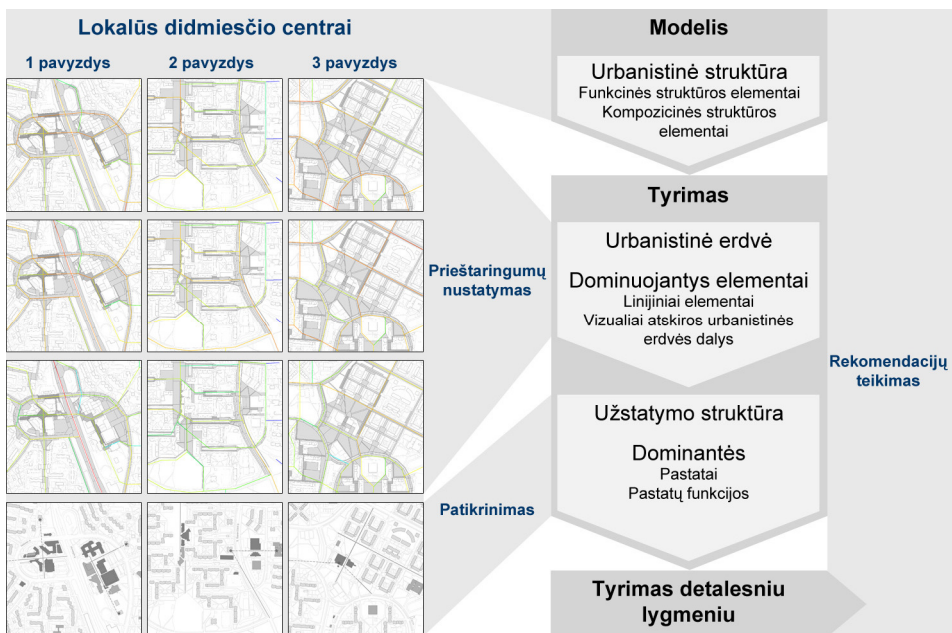 Lokalūs didmiesčio centrai
1 pavyzdys
2 pavyzdys
3 pavyzdys
Prieštaringumų
nustatymas
Patikrinimas
Modelis
Urbanistinė struktūra
Funkcinės struktūros elementai
Kompozicinės struktūros
elementai
Tyrimas
Urbanistinė erdvė
Dominuojantys elementai
Linijiniai elementai
Vizualiai atskiros urbanistinės
erdvės dalys
Užstatymo struktūra
Dominantės
Pastatai
Pastatų funkcijos
Tyrimas detalesniu
lygmeniu
Rekomendacijų
teikimas